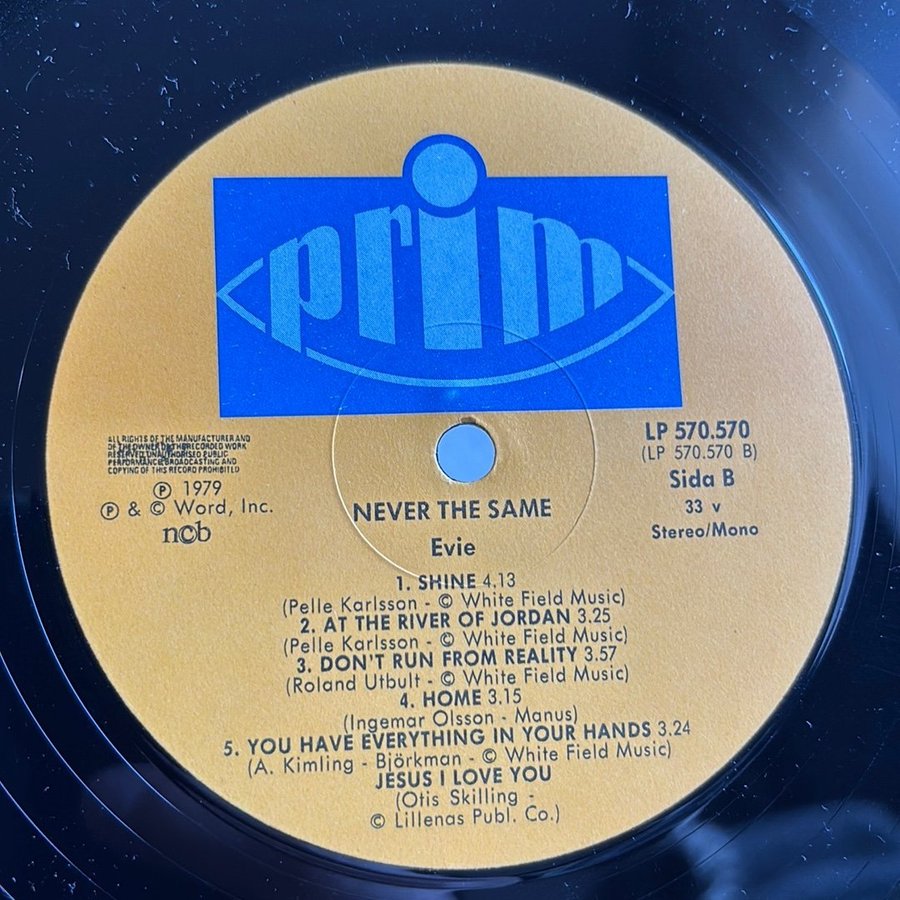 prim
ALL RIGHTS OF THE MANUFACTURER AND
OF THE OWNER OF THE RECORDED WORK
RESERVED UNAUTHORISED PUBLIC
PERFORMANCE BROADCASTING AND
COPYING OF THIS RECORD PROHIBITED
Ⓟ 1979
Ⓟ & © Word, Inc.
ncb
LP 570.570
(LP 570.570 B)
Sida B
33 v
Stereo/Mono
NEVER THE SAME
Evie
1. SHINE 4.13
(Pelle Karlsson - © White Field Music)
2. AT THE RIVER OF JORDAN 3.25
(Pelle Karlsson - © White Field Music)
3. DON'T RUN FROM REALITY 3.57
(Roland Utbult - © White Field Music)
4. HOME 3.15
(Ingemar Olsson - Manus)
5. YOU HAVE EVERYTHING IN YOUR HANDS 3.24
(A. Kimling - Björkman - © White Field Music)
JESUS I LOVE YOU
(Otis Skilling -
© Lillenas Publ. Co.)